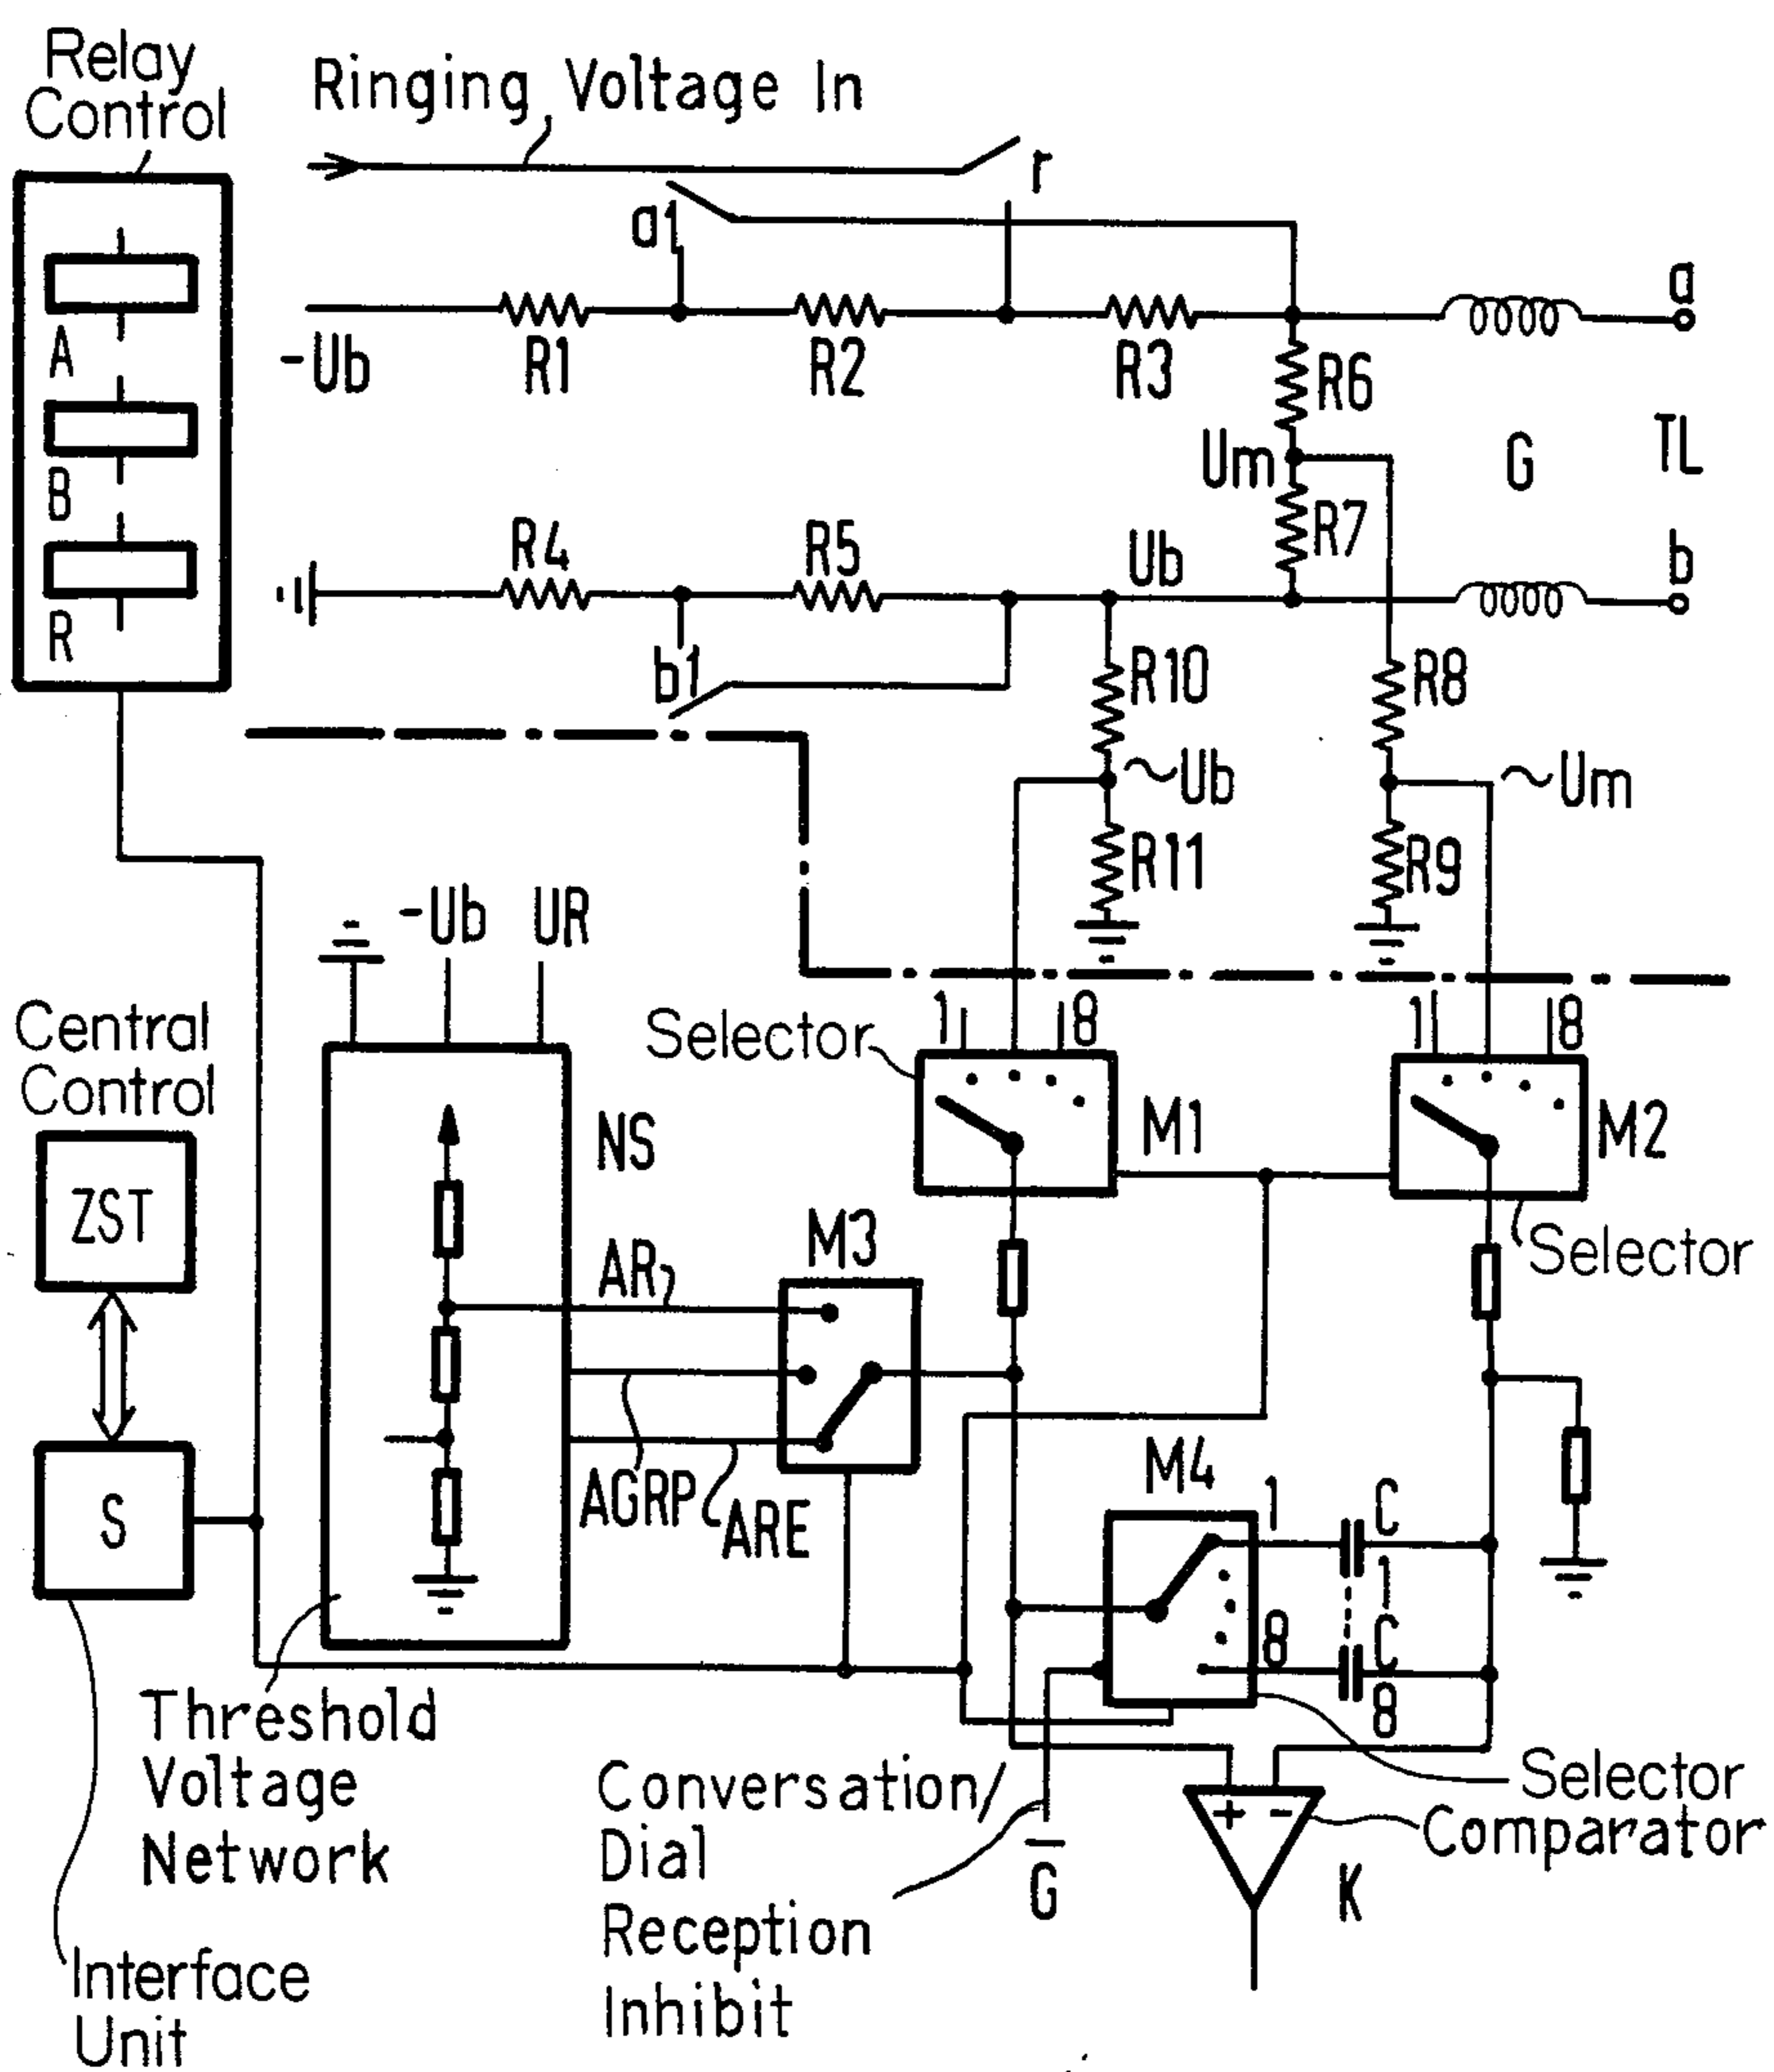 Relay
Control
Ringing Voltage In
r
a1
a
A
-Ub
R1
R2
R3
R6
Um
G
TL
B
R4
R5
Ub
R7
b
R
b1
R10
R8
~Ub
~Um
R11
R9
-Ub
UR
Central
Control
Selector
1
8
1
8
NS
M1
M2
ZST
M3
Selector
AR
M4
1
C
1
S
AGRP
ARE
8
C
8
Threshold
Voltage
Network
Conversation/
Dial
Reception
Inhibit
G̅
+
-
Selector
Comparator
K
Interface
Unit